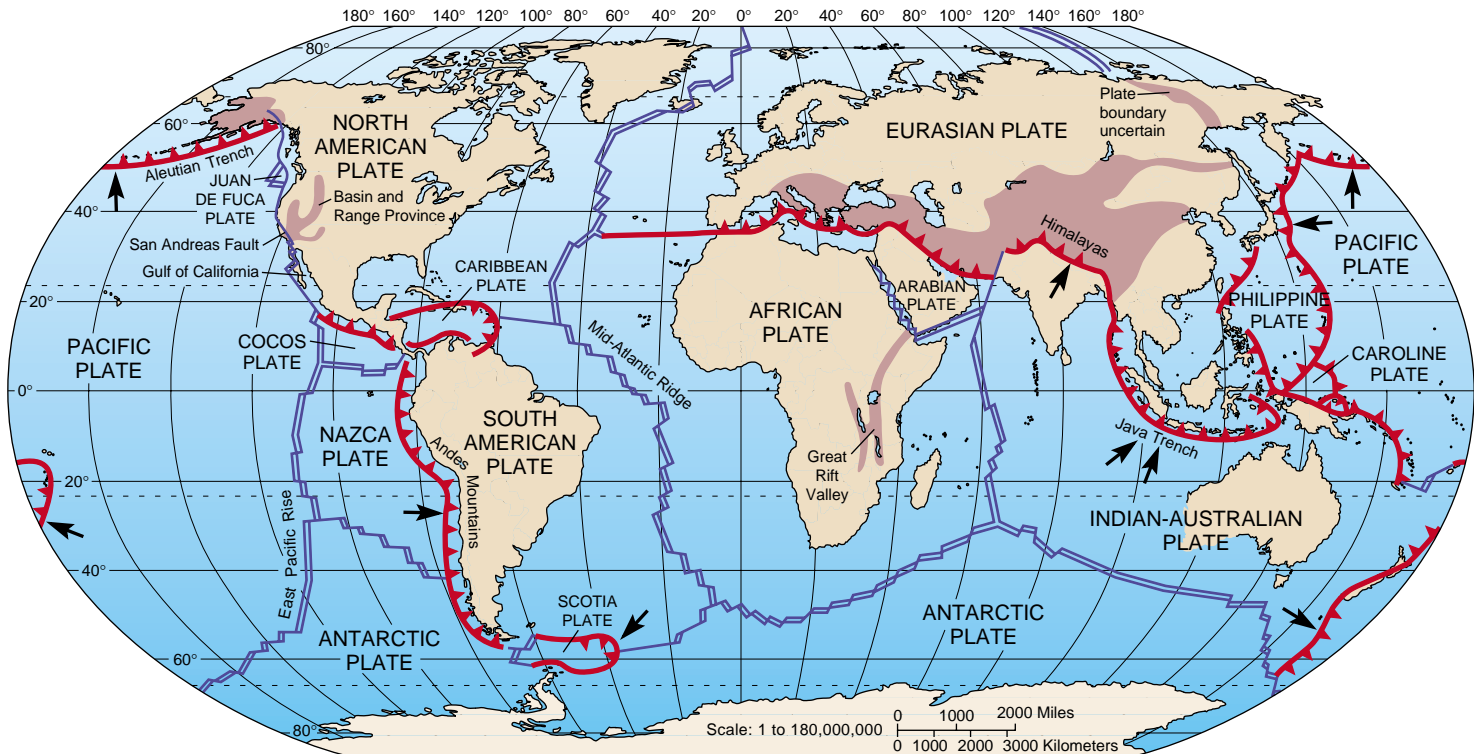 180° 160° 140° 120° 100° 80° 60° 40° 20° 0° 20° 40° 60° 80° 100° 120° 140° 160° 180°
80°
60°
40°
20°
0°
20°
40°
60°
80°
NORTH
AMERICAN
PLATE
Aleutian Trench
JUAN
DE FUCA
PLATE
Basin and
Range Province
San Andreas Fault
Gulf of California
CARIBBEAN
PLATE
COCOS
PLATE
PACIFIC
PLATE
NAZCA
PLATE
SOUTH
AMERICAN
PLATE
Andes
Mountains
East Pacific Rise
ANTARCTIC
PLATE
SCOTIA
PLATE
Mid-Atlantic Ridge
EURASIAN PLATE
Plate
boundary
uncertain
Himalayas
ARABIAN
PLATE
AFRICAN
PLATE
Great
Rift
Valley
PACIFIC
PLATE
PHILIPPINE
PLATE
CAROLINE
PLATE
Java Trench
INDIAN-AUSTRALIAN
PLATE
ANTARCTIC
PLATE
Scale: 1 to 180,000,000
0 1000 2000 Miles
0 1000 2000 3000 Kilometers